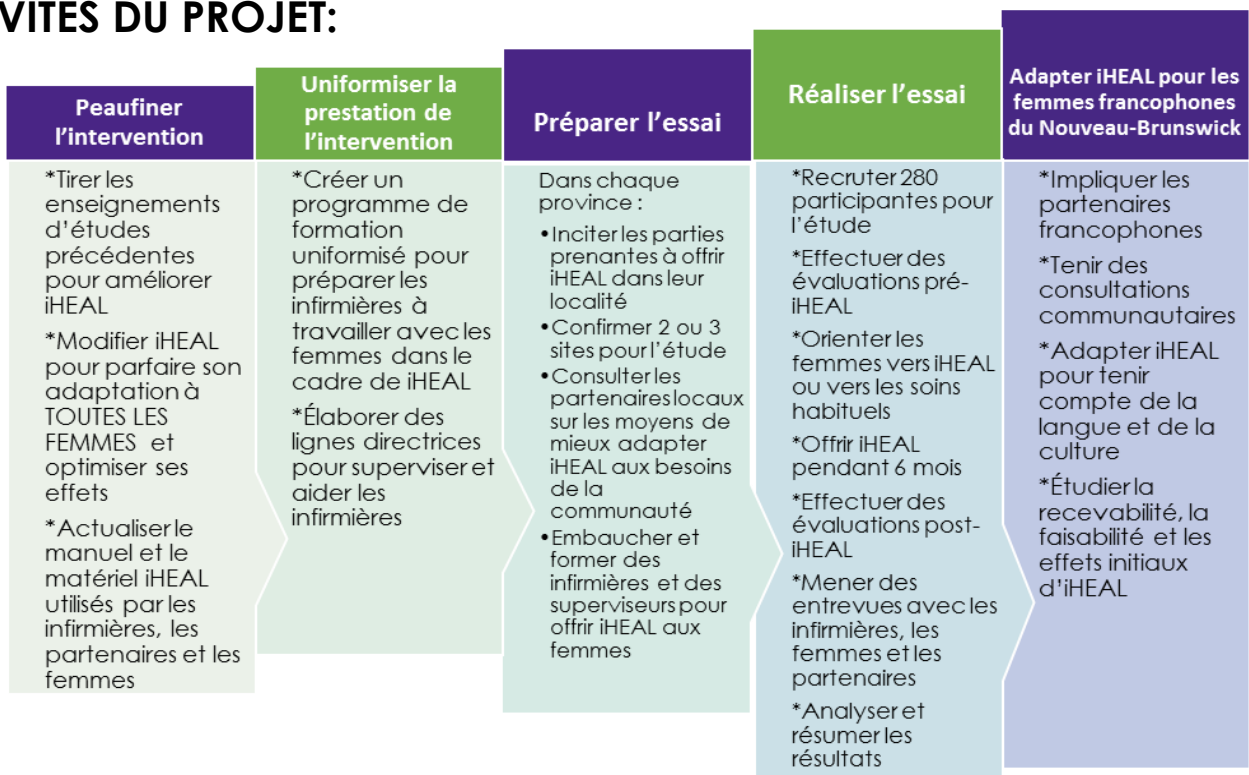 VITÉS DU PROJET:
Peaufiner
l’intervention
*Tirer les
enseignements
d’études
précédentes
pour améliorer
iHEAL
*Modifier iHEAL
pour parfaire son
adaptation à
TOUTES LES
FEMMES et
optimiser ses
effets
*Actualiser le
manuel et le
matériel iHEAL
utilisés par les
infirmières, les
partenaires et les
femmes
Uniformiser la
prestation de
l’intervention
*Créer un
programme de
formation
uniformisé pour
préparer les
infirmières à
travailler avec les
femmes dans le
cadre de iHEAL
*Élaborer des
lignes directrices
pour superviser et
aider les
infirmières
Préparer l’essai
Dans chaque
province :
•Inciter les parties
prenantes à offrir
iHEAL dans leur
localité
•Confirmer 2 ou 3
sites pour l’étude
•Consulter les
partenaires locaux
sur les moyens de
mieux adapter
iHEAL aux besoins
de la
communauté
•Embaucher et
former des
infirmières et des
superviseurs pour
offrir iHEAL aux
femmes
Réaliser l’essai
*Recruter 280
participantes pour
l’étude
*Effectuer des
évaluations pré-
iHEAL
*Orienter les
femmes vers iHEAL
ou vers les soins
habituels
*Offrir iHEAL
pendant 6 mois
*Effectuer des
évaluations post-
iHEAL
*Mener des
entrevues avec les
infirmières, les
femmes et les
partenaires
*Analyser et
résumer les
résultats
Adapter iHEAL pour les
femmes francophones
du Nouveau-Brunswick
*Impliquer les
partenaires
francophones
*Tenir des
consultations
communautaires
*Adapter iHEAL
pour tenir
compte de la
langue et de la
culture
*Étudier la
recevabilité, la
faisabilité et les
effets initiaux
d’iHEAL